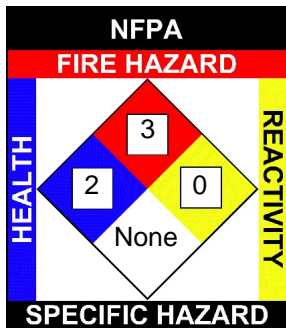 NFPA
FIRE HAZARD
3
HEALTH
2
0
REACTIVITY
None
SPECIFIC HAZARD